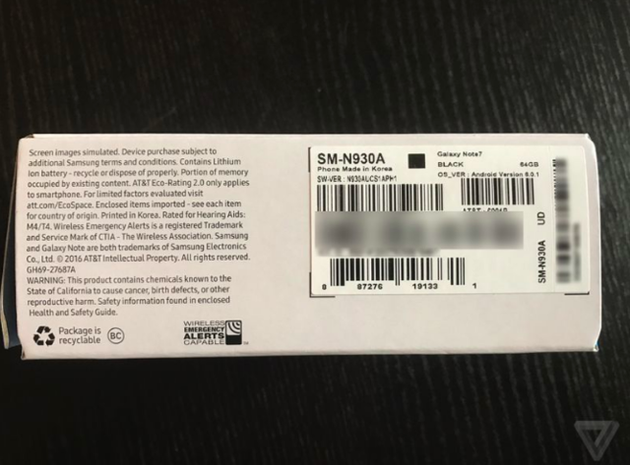 Screen images simulated. Device purchase subject to
additional Samsung terms and conditions. Contains Lithium
Ion battery - recycle or dispose of properly. Portion of memory
occupied by existing content. AT&T Eco-Rating 2.0 only applies
to smartphone. For limited factors evaluated visit
att.com/EcoSpace. Enclosed items imported - see each item
for country of origin. Printed in Korea. Rated for Hearing Aids:
M4/T4. Wireless Emergency Alerts is a registered Trademark
and Service Mark of CTIA - The Wireless Association. Samsung
and Galaxy Note are both trademarks of Samsung Electronics
Co., Ltd. © 2016 AT&T Intellectual Property. All rights reserved.
GH69-27687A
WARNING: This product contains chemicals known to the
State of California to cause cancer, birth defects, or other
reproductive harm. Safety information found in enclosed
Health and Safety Guide.
Package is
recyclable
BC
WIRELESS
EMERGENCY
ALERTS
CAPABLE
SM-N930A
Phone Made in Korea
SW-VER : N930AUCS1APH1
Galaxy Note7
BLACK 64GB
OS_VER : Android Version 6.0.1
8 87276 19133 1
SM-N930A UD